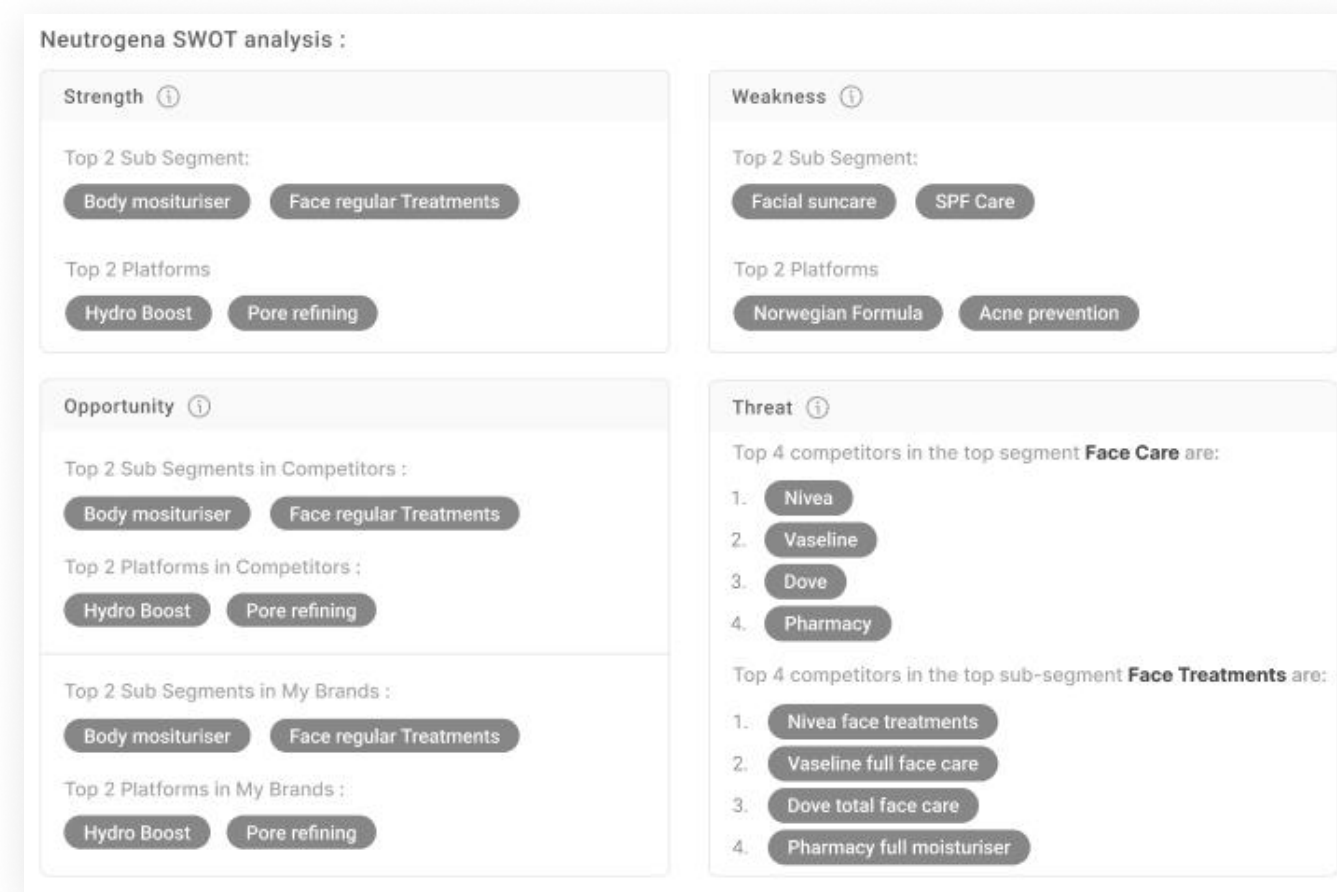 Neutrogena SWOT analysis :
Strength
Top 2 Sub Segment:
Body mosituriser Face regular Treatments
Top 2 Platforms
Hydro Boost Pore refining
Weakness
Top 2 Sub Segment:
Facial suncare SPF Care
Top 2 Platforms
Norwegian Formula Acne prevention
Opportunity
Top 2 Sub Segments in Competitors :
Body mosituriser Face regular Treatments
Top 2 Platforms in Competitors :
Hydro Boost Pore refining
Top 2 Sub Segments in My Brands :
Body mosituriser Face regular Treatments
Top 2 Platforms in My Brands :
Hydro Boost Pore refining
Threat
Top 4 competitors in the top segment Face Care are:
1. Nivea
2. Vaseline
3. Dove
4. Pharmacy
Top 4 competitors in the top sub-segment Face Treatments are:
1. Nivea face treatments
2. Vaseline full face care
3. Dove total face care
4. Pharmacy full moisturiser